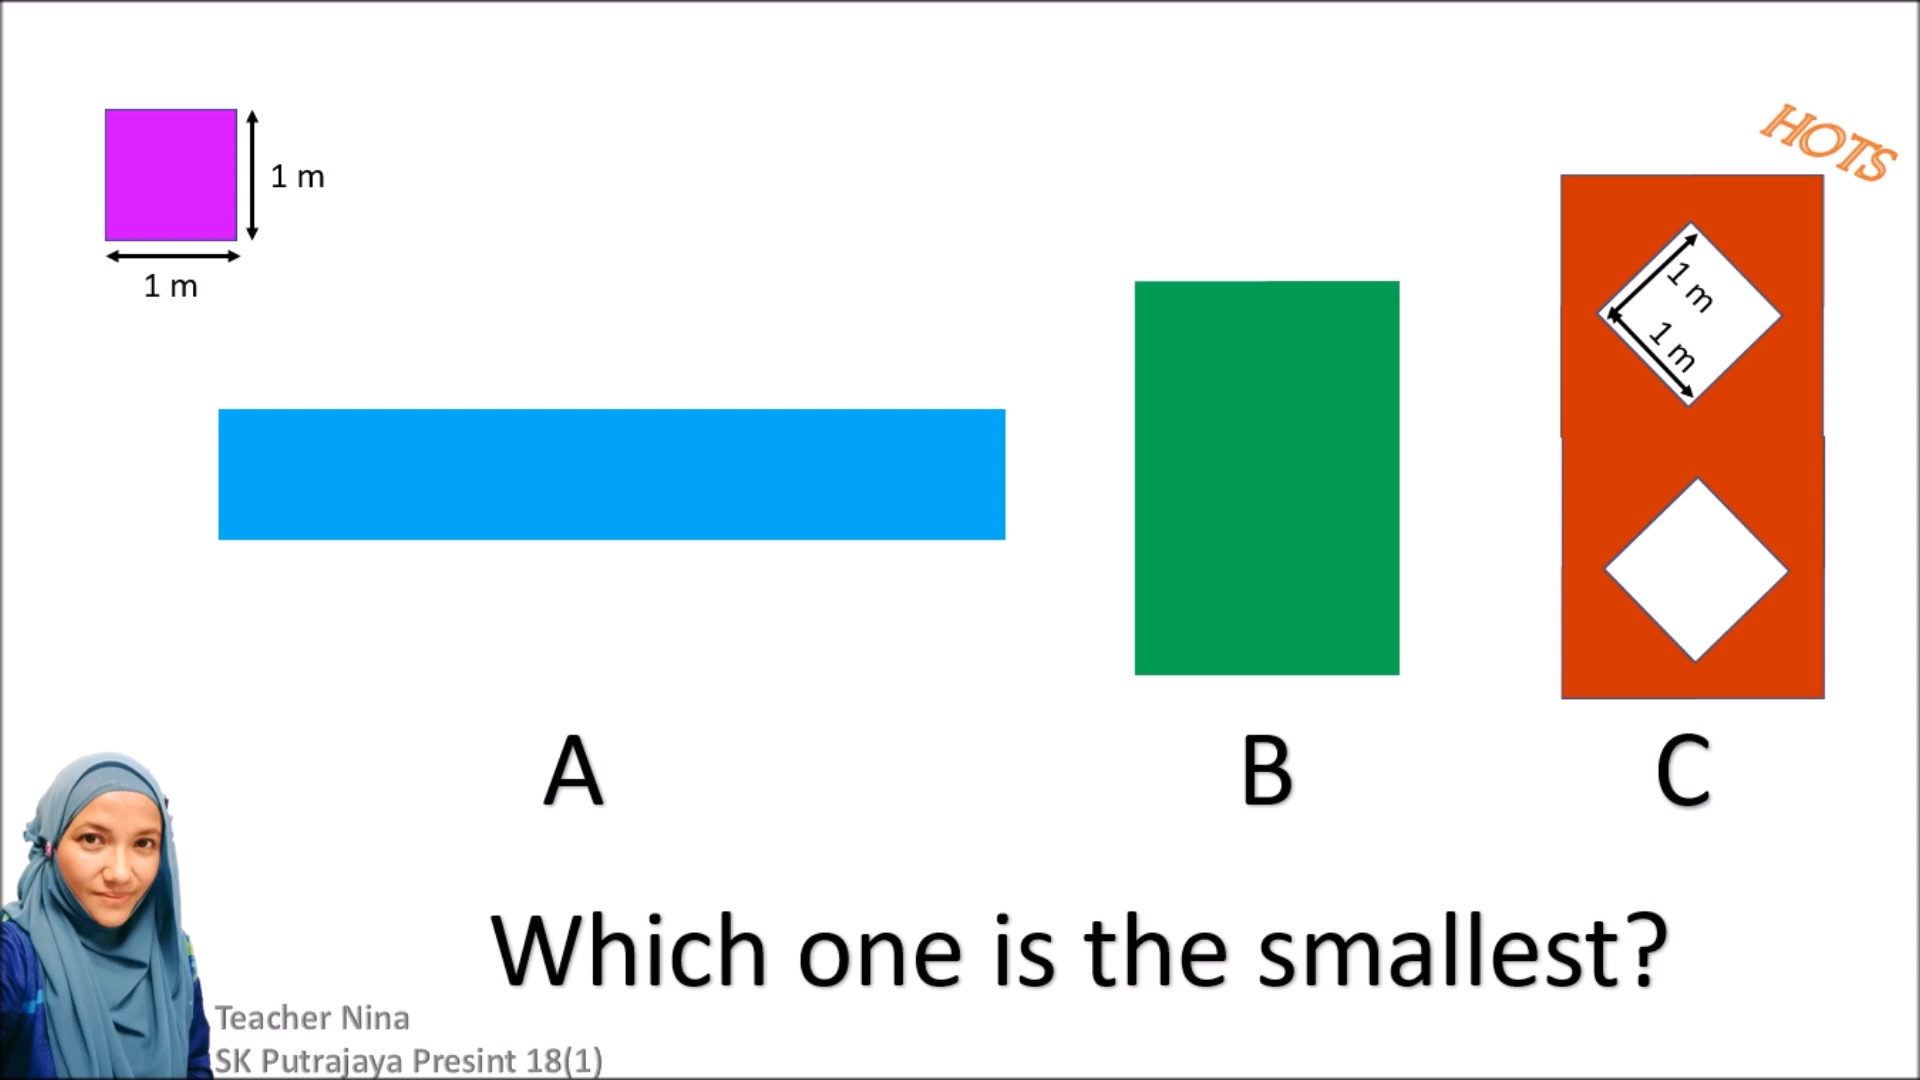 HOTS
1 m
1 m
1 m
1 m
A
B
C
Which one is the smallest?
Teacher Nina
SK Putrajaya Presint 18(1)